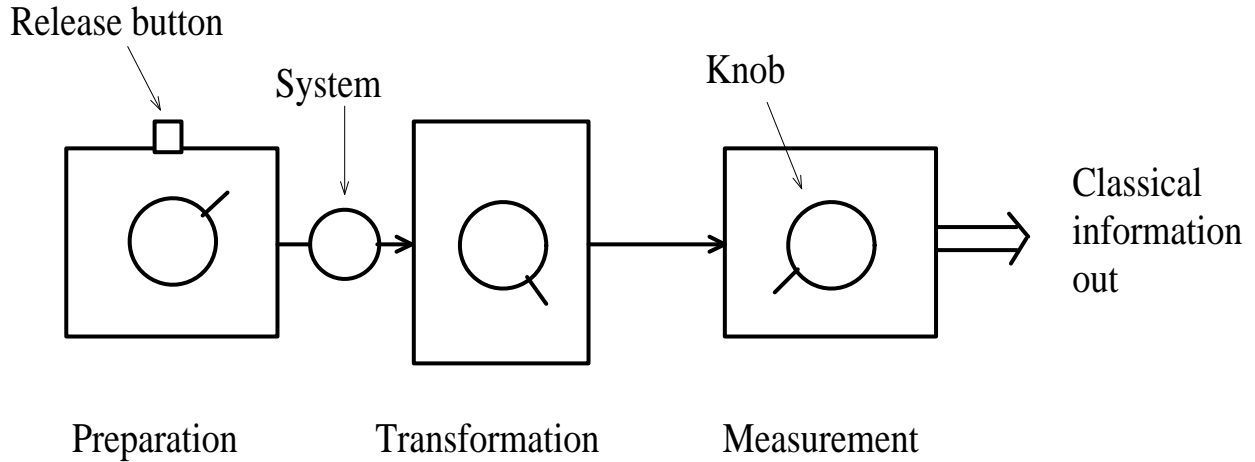 Release button
System
Knob
Classical
information
out
Preparation
Transformation
Measurement